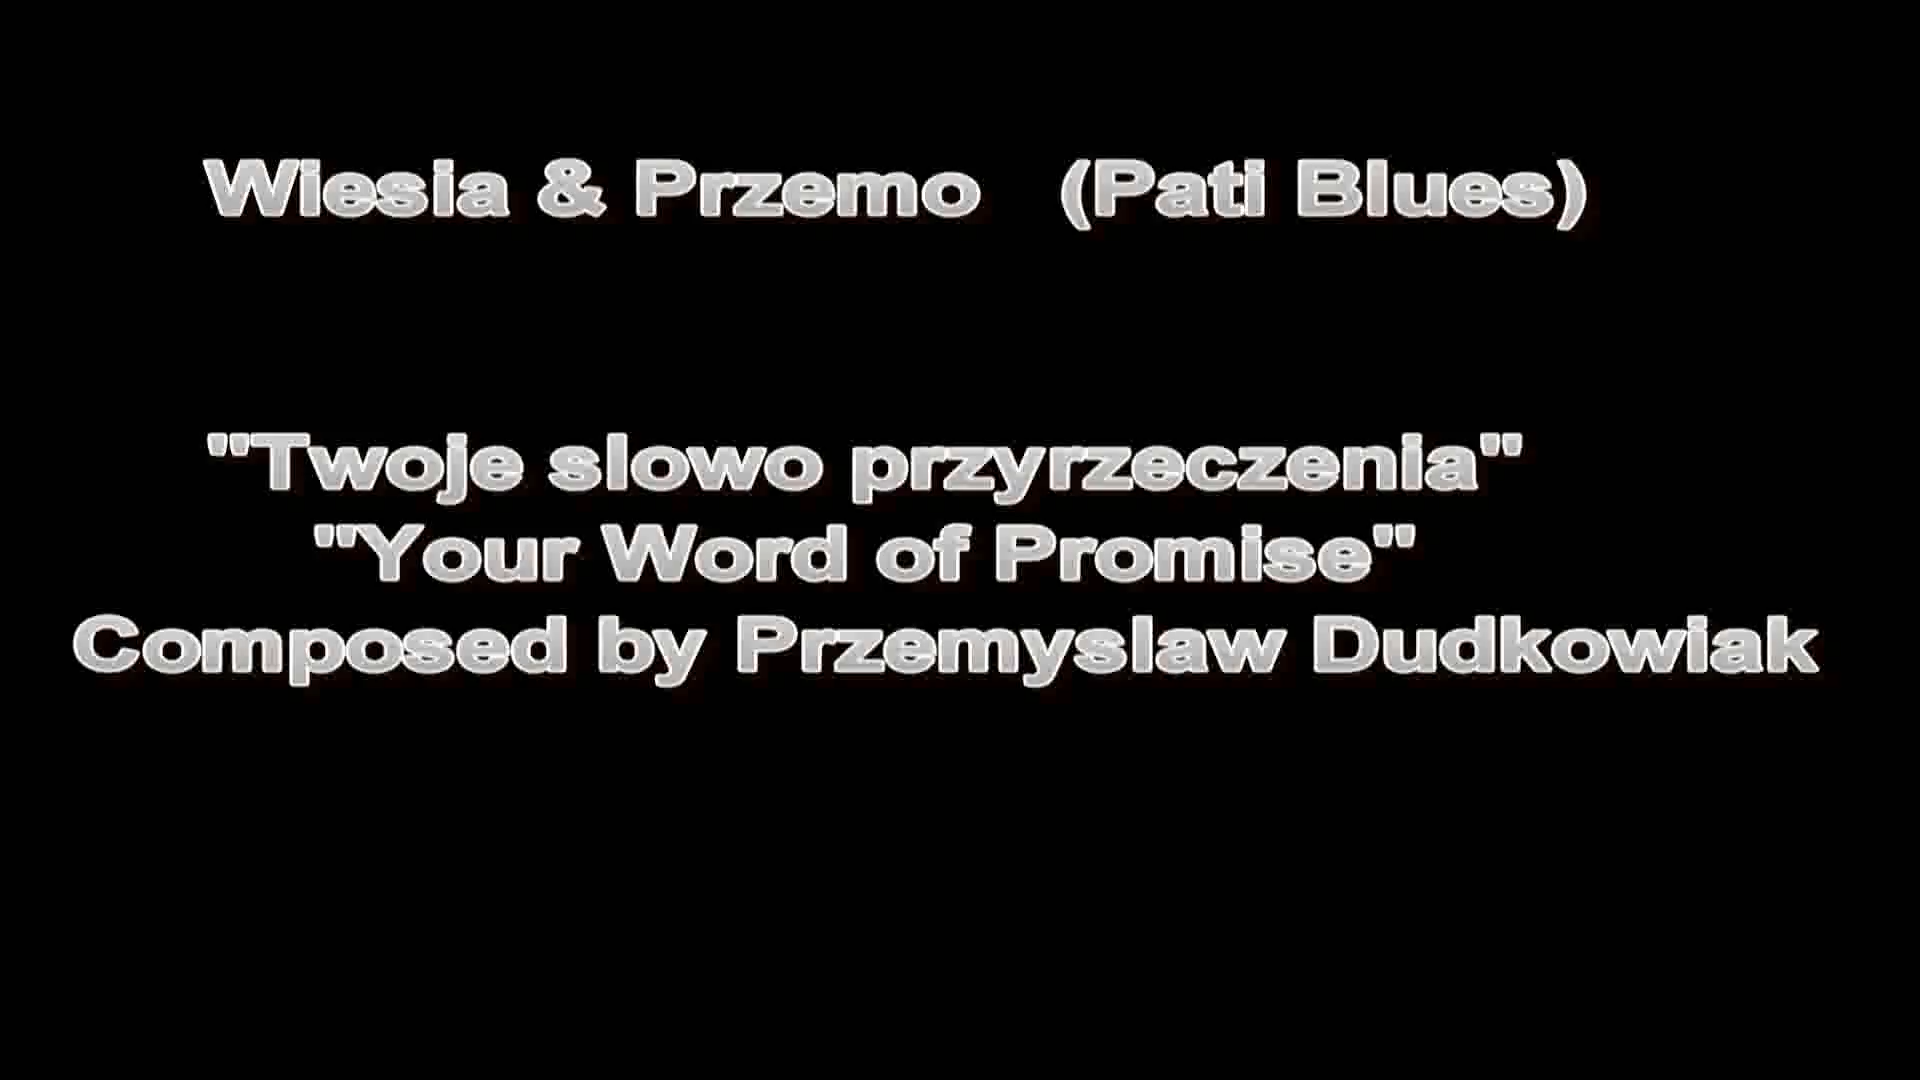 Wiesia & Przemo (Pati Blues)
"Twoje slowo przyrzeczenia"
"Your Word of Promise"
Composed by Przemyslaw Dudkowiak